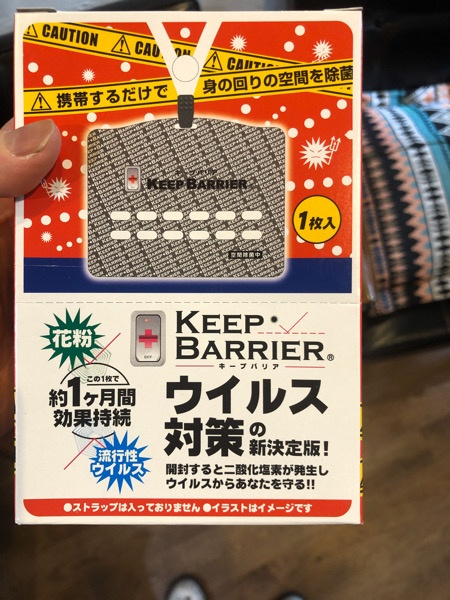 CAUTION
CAUTION
CAUTION
携帯するだけで
身の回りの空間を除菌
キープバリア
KEEP BARRIER
空間除菌中
1枚入
花粉
この1枚で
約1ヶ月間
効果持続
流行性
ウイルス
OFF
KEEP
BARRIER®
キープバリア
ウイルス
対策の新決定版!
開封すると二酸化塩素が発生し
ウイルスからあなたを守る!!
●ストラップは入っておりません ●イラストはイメージです